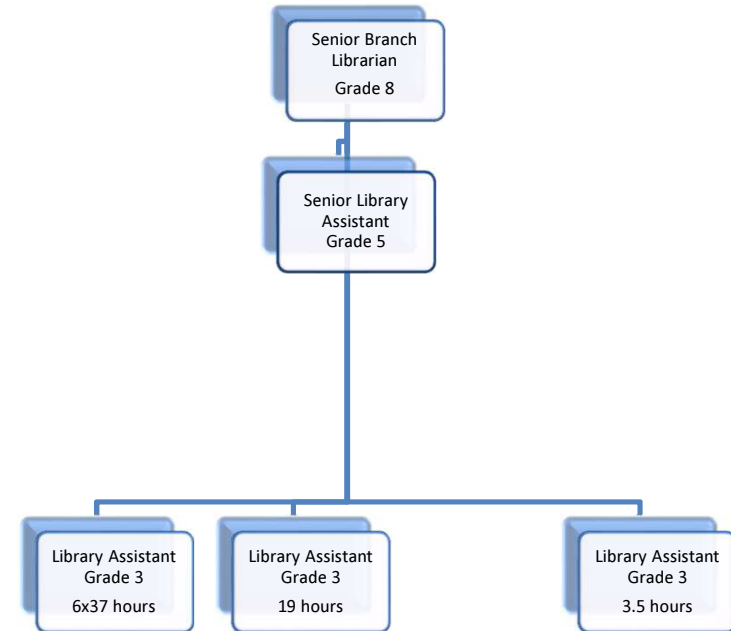 Senior Branch
Librarian
Grade 8
Senior Library
Assistant
Grade 5
Library Assistant
Grade 3
6x37 hours
Library Assistant
Grade 3
19 hours
Library Assistant
Grade 3
3.5 hours